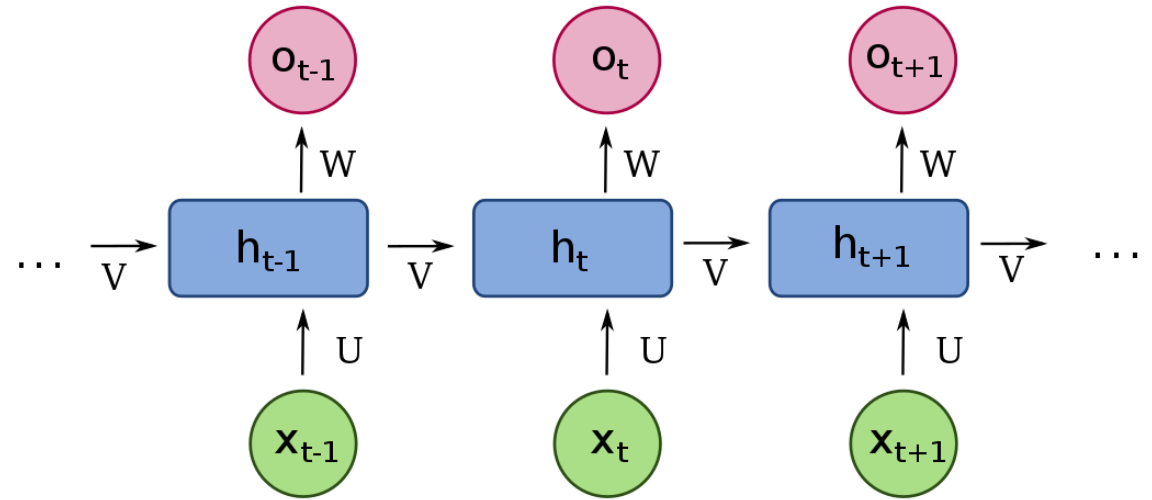 o_{t-1} o_t o_{t+1}
W W W
... V h_{t-1} V h_t V h_{t+1} V ...
U U U
x_{t-1} x_t x_{t+1}